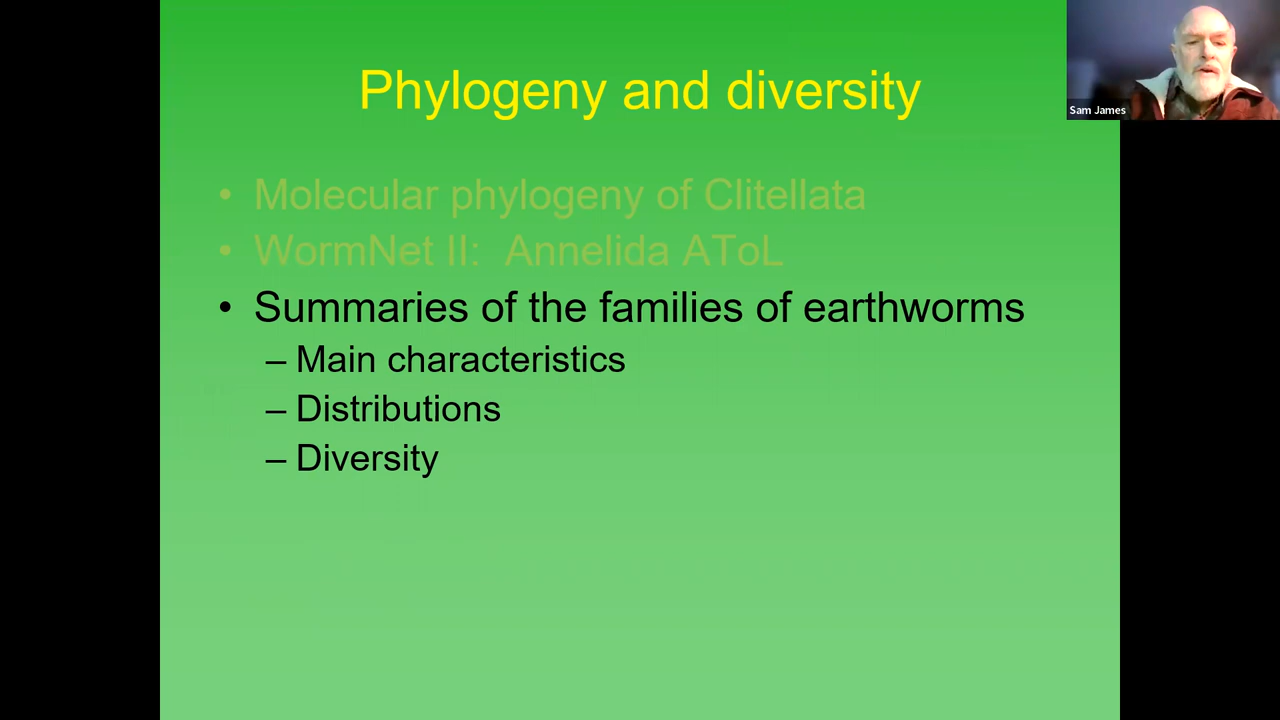 Phylogeny and diversity
Sam James
• Molecular phylogeny of Clitellata
• WormNet II: Annelida AToL
• Summaries of the families of earthworms
– Main characteristics
– Distributions
– Diversity